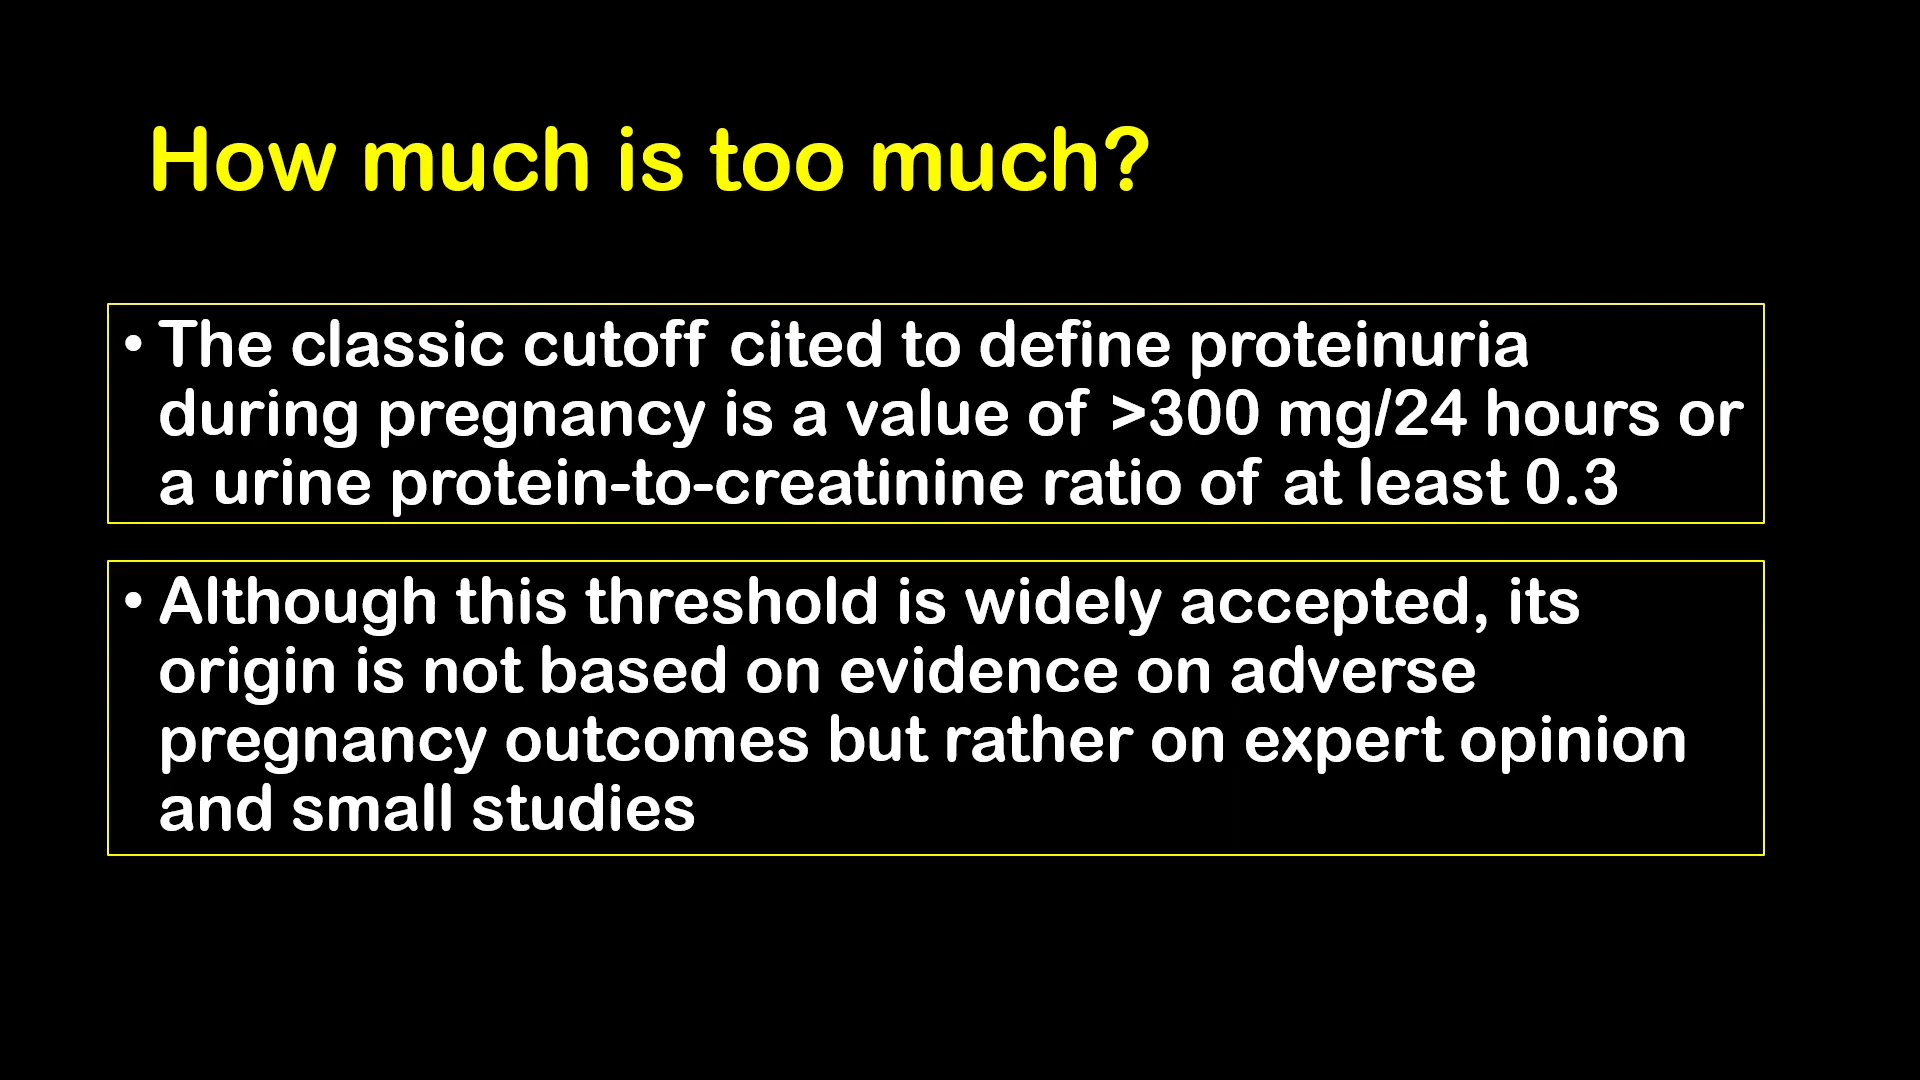 How much is too much?
• The classic cutoff cited to define proteinuria
during pregnancy is a value of >300 mg/24 hours or
a urine protein-to-creatinine ratio of at least 0.3
• Although this threshold is widely accepted, its
origin is not based on evidence on adverse
pregnancy outcomes but rather on expert opinion
and small studies